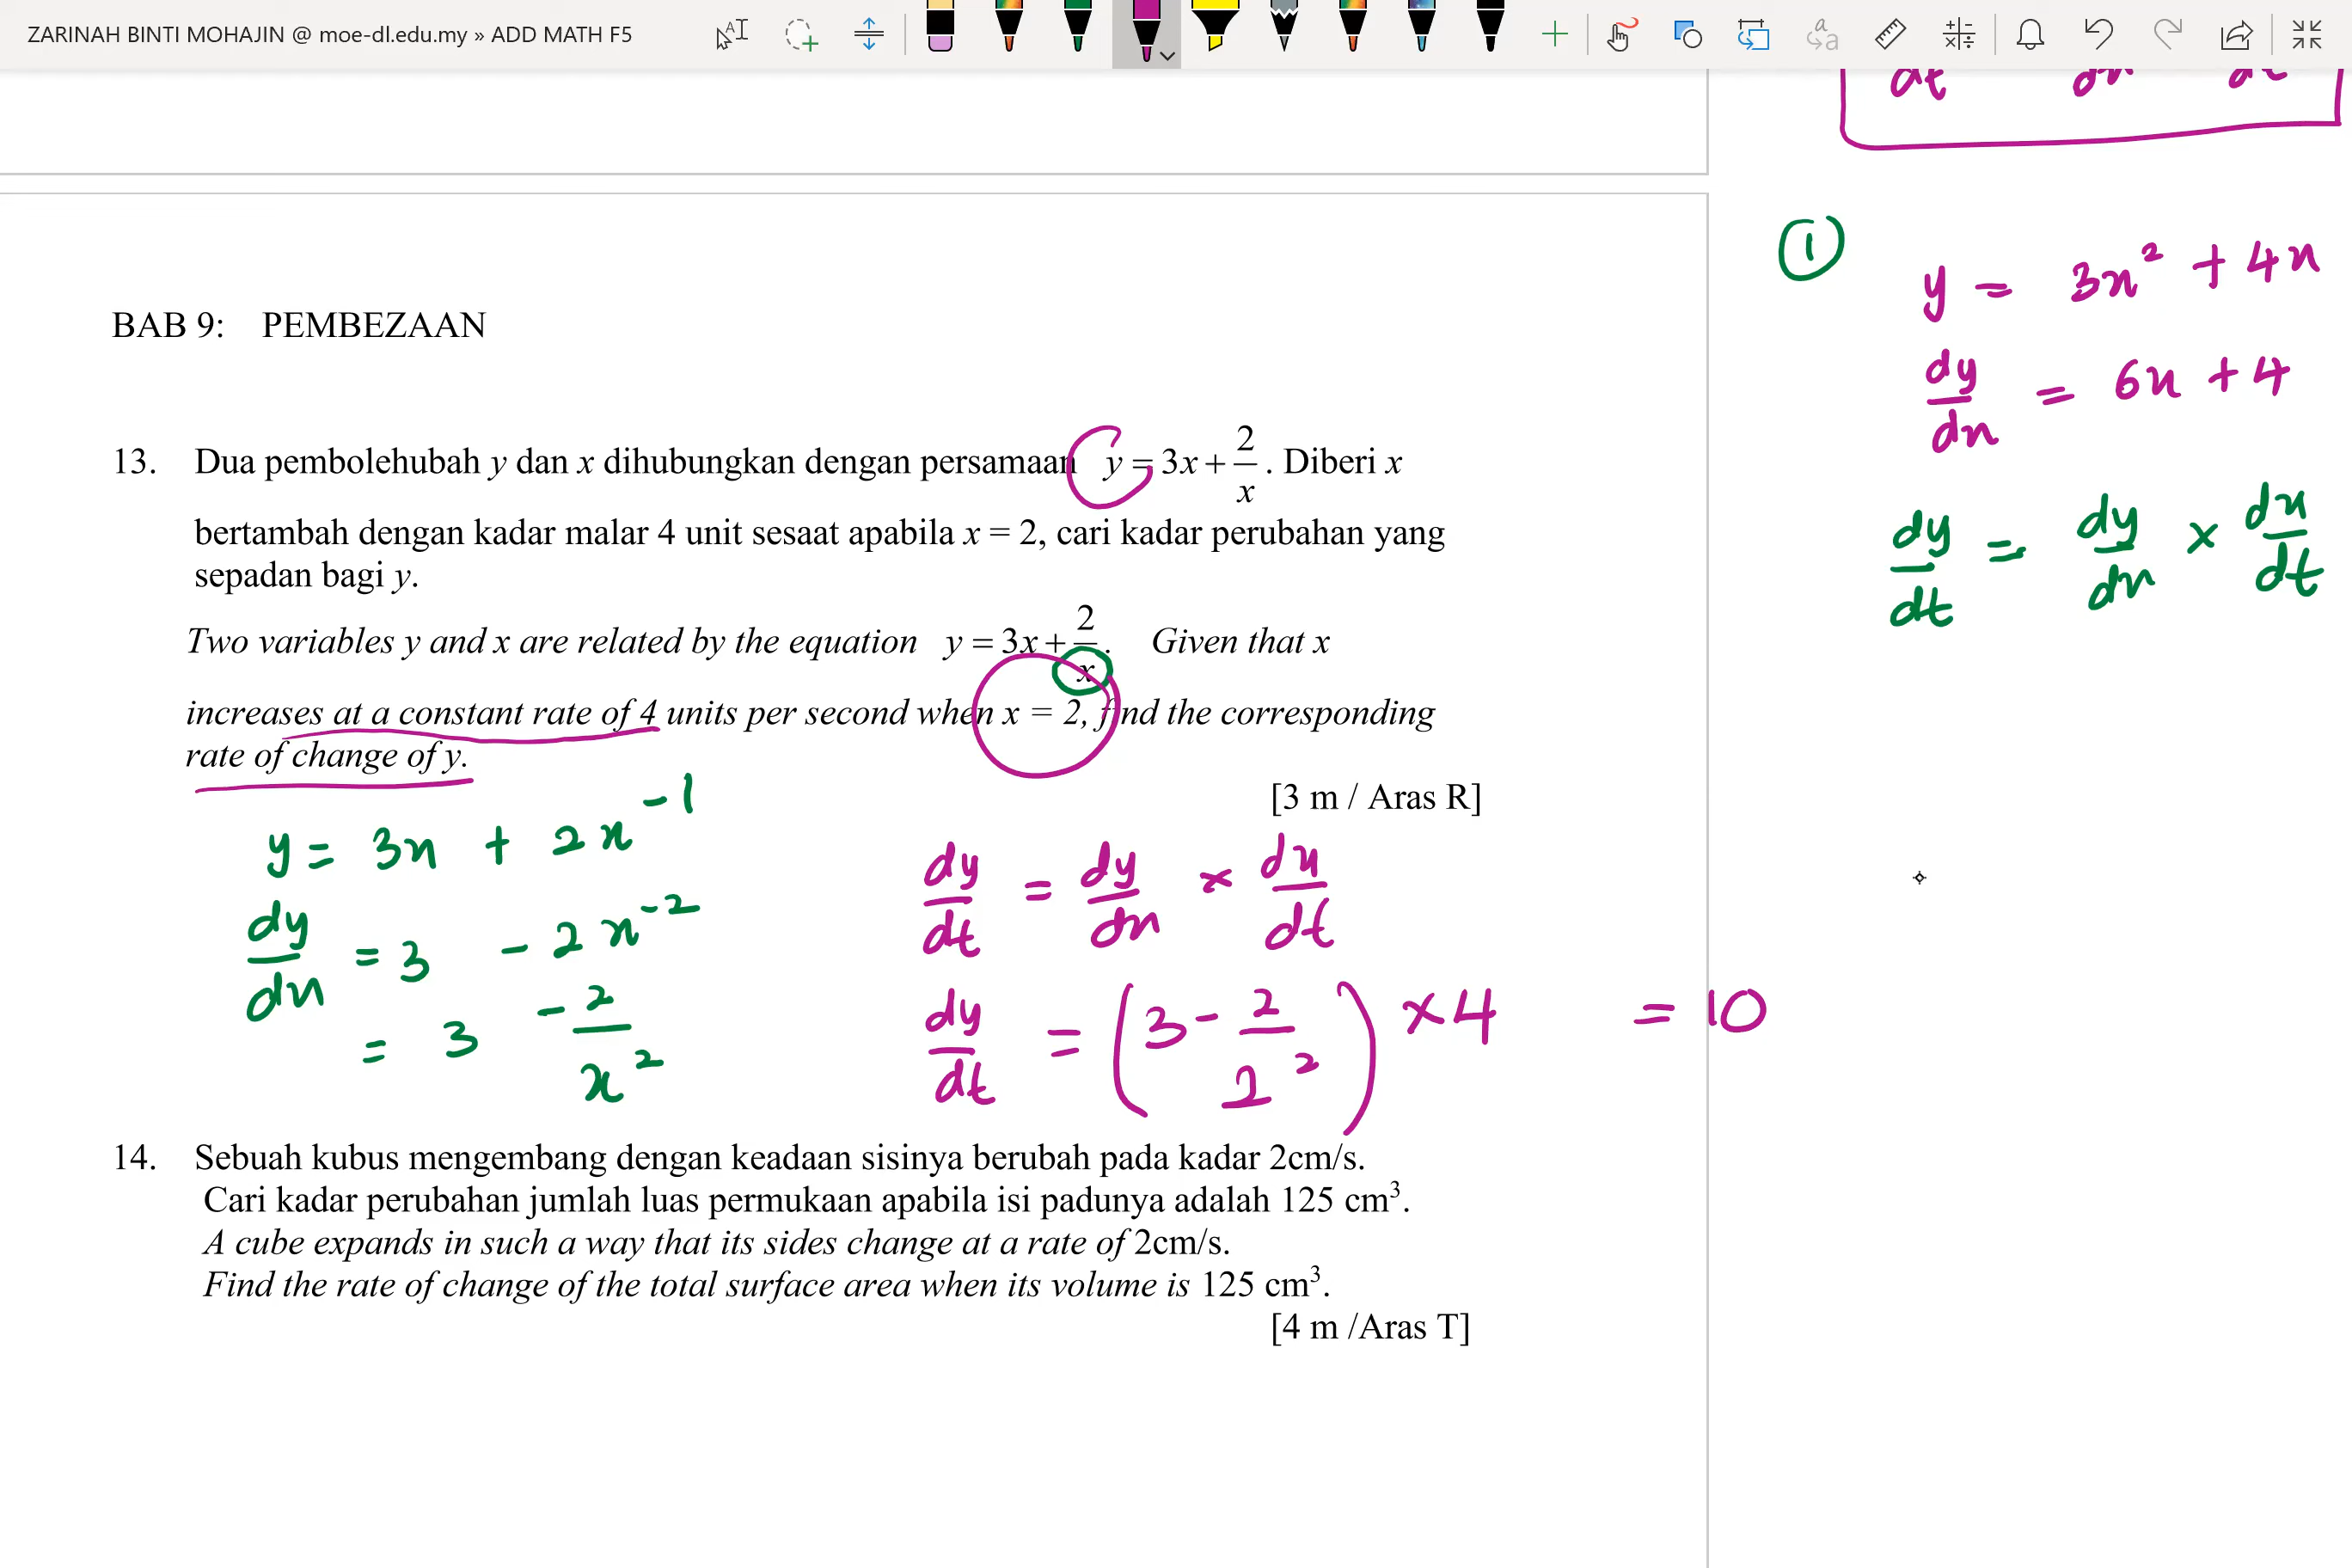 ZARINAH BINTI MOHAJIN @ moe-dl.edu.my » ADD MATH F5
BAB 9: PEMBEZAAN
13. Dua pembolehubah y dan x dihubungkan dengan persamaan y = 3x + 2/x. Diberi x
bertambah dengan kadar malar 4 unit sesaat apabila x = 2, cari kadar perubahan yang
sepadan bagi y.
Two variables y and x are related by the equation y = 3x + 2/x. Given that x
increases at a constant rate of 4 units per second when x = 2, find the corresponding
rate of change of y.
[3 m / Aras R]
y = 3x + 2x⁻¹
dy/dx = 3 - 2x⁻²
= 3 - 2/x²
dy/dt = dy/dx × dx/dt
dy/dt = (3 - 2/2²) × 4 = 10
14. Sebuah kubus mengembang dengan keadaan sisinya berubah pada kadar 2cm/s.
Cari kadar perubahan jumlah luas permukaan apabila isi padunya adalah 125 cm³.
A cube expands in such a way that its sides change at a rate of 2cm/s.
Find the rate of change of the total surface area when its volume is 125 cm³.
[4 m /Aras T]
dt dx dt
① y = 3x² + 4x
dy/dx = 6x + 4
dy/dt = dy/dx × dx/dt